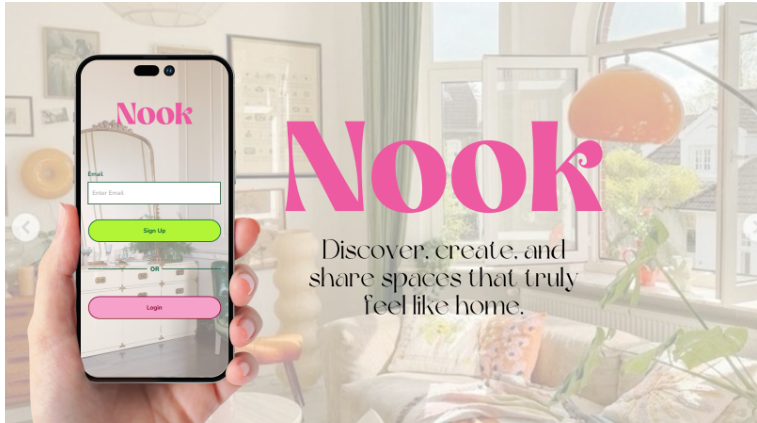 Nook
Email
Enter Email
Sign Up
OR
Login
Nook
Discover, create, and
share spaces that truly
feel like home.